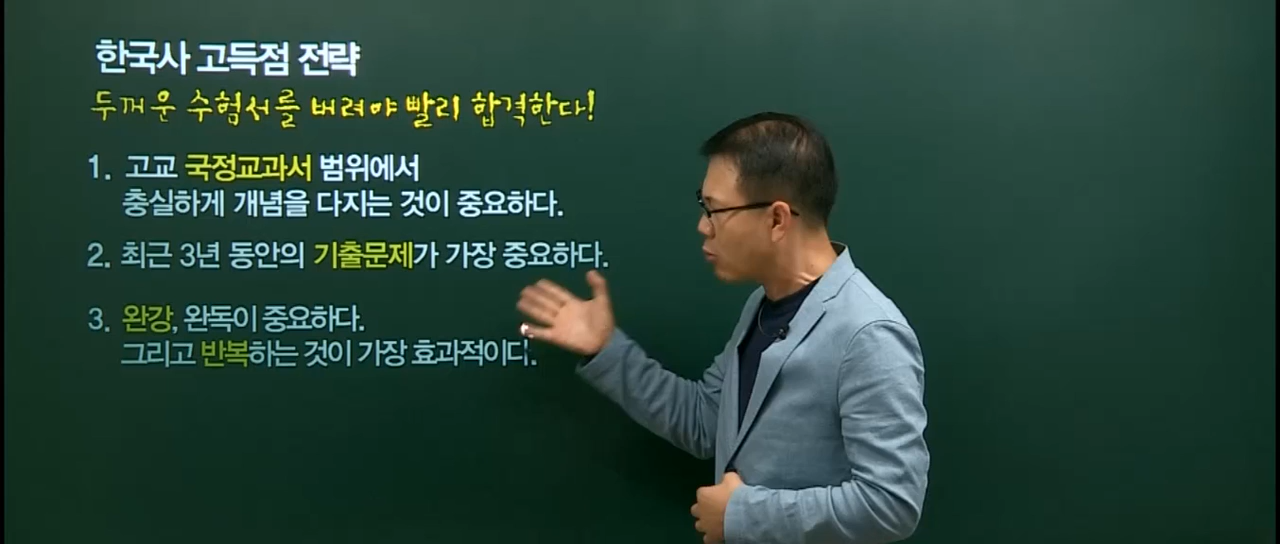 한국사 고득점 전략
두꺼운 수험서를 버려야 빨리 합격한다!
1. 고교 국정교과서 범위에서
충실하게 개념을 다지는 것이 중요하다.
2. 최근 3년 동안의 기출문제가 가장 중요하다.
3. 완강, 완독이 중요하다.
그리고 반복하는 것이 가장 효과적이다.